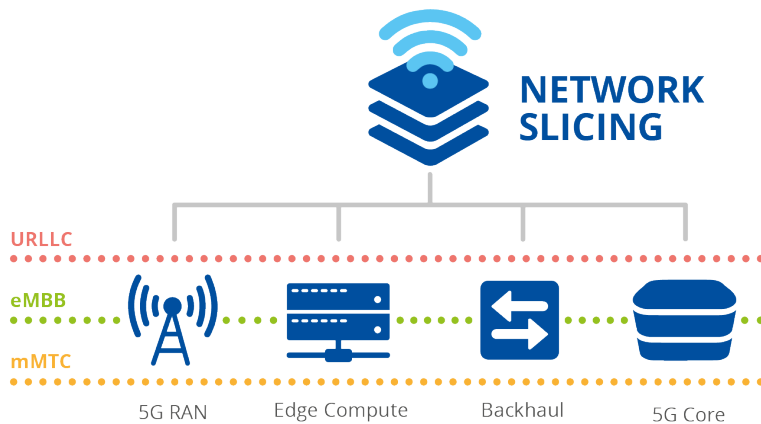 NETWORK
SLICING
URLLC
eMBB
mMTC
5G RAN
Edge Compute
Backhaul
5G Core